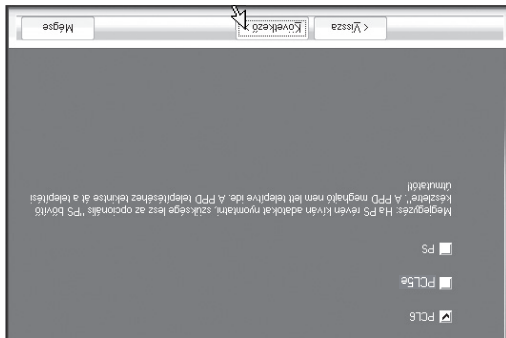 PCL6
PCL5e
PS
Megjegyzés: Ha PS révén kíván adatokat nyomtatni, szüksége lesz az opcionális "PS bővítő
készletre". A PPD meghajtó nem lett telepítve ide. A PPD telepítéséhez tekintse át a telepítési
útmutatót!
< Vissza
Következő >
Mégse